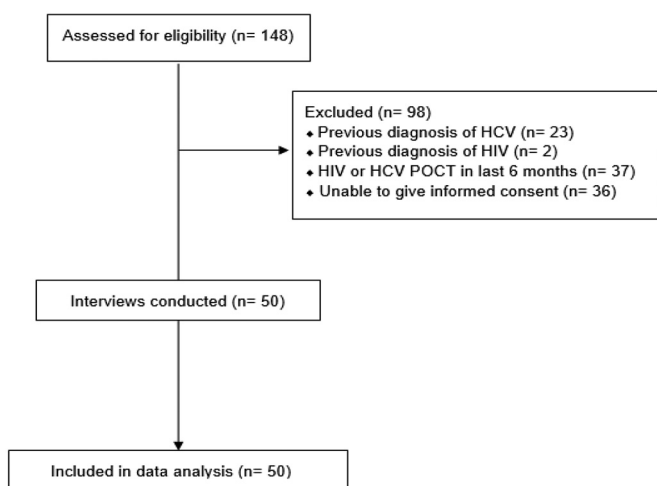 Assessed for eligibility (n= 148)
Excluded (n= 98)
⬥ Previous diagnosis of HCV (n= 23)
⬥ Previous diagnosis of HIV (n= 2)
⬥ HIV or HCV POCT in last 6 months (n= 37)
⬥ Unable to give informed consent (n= 36)
Interviews conducted (n= 50)
Included in data analysis (n= 50)